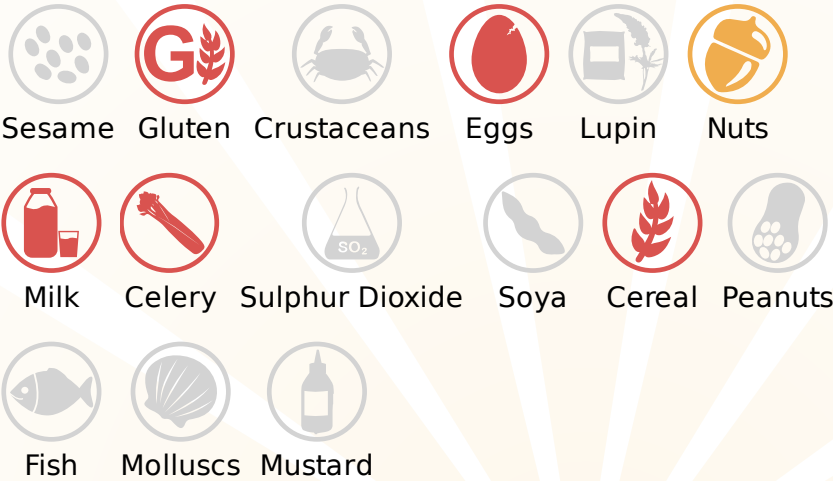 G
Sesame Gluten Crustaceans Eggs Lupin Nuts
SO₂
Milk Celery Sulphur Dioxide Soya Cereal Peanuts
Fish Molluscs Mustard